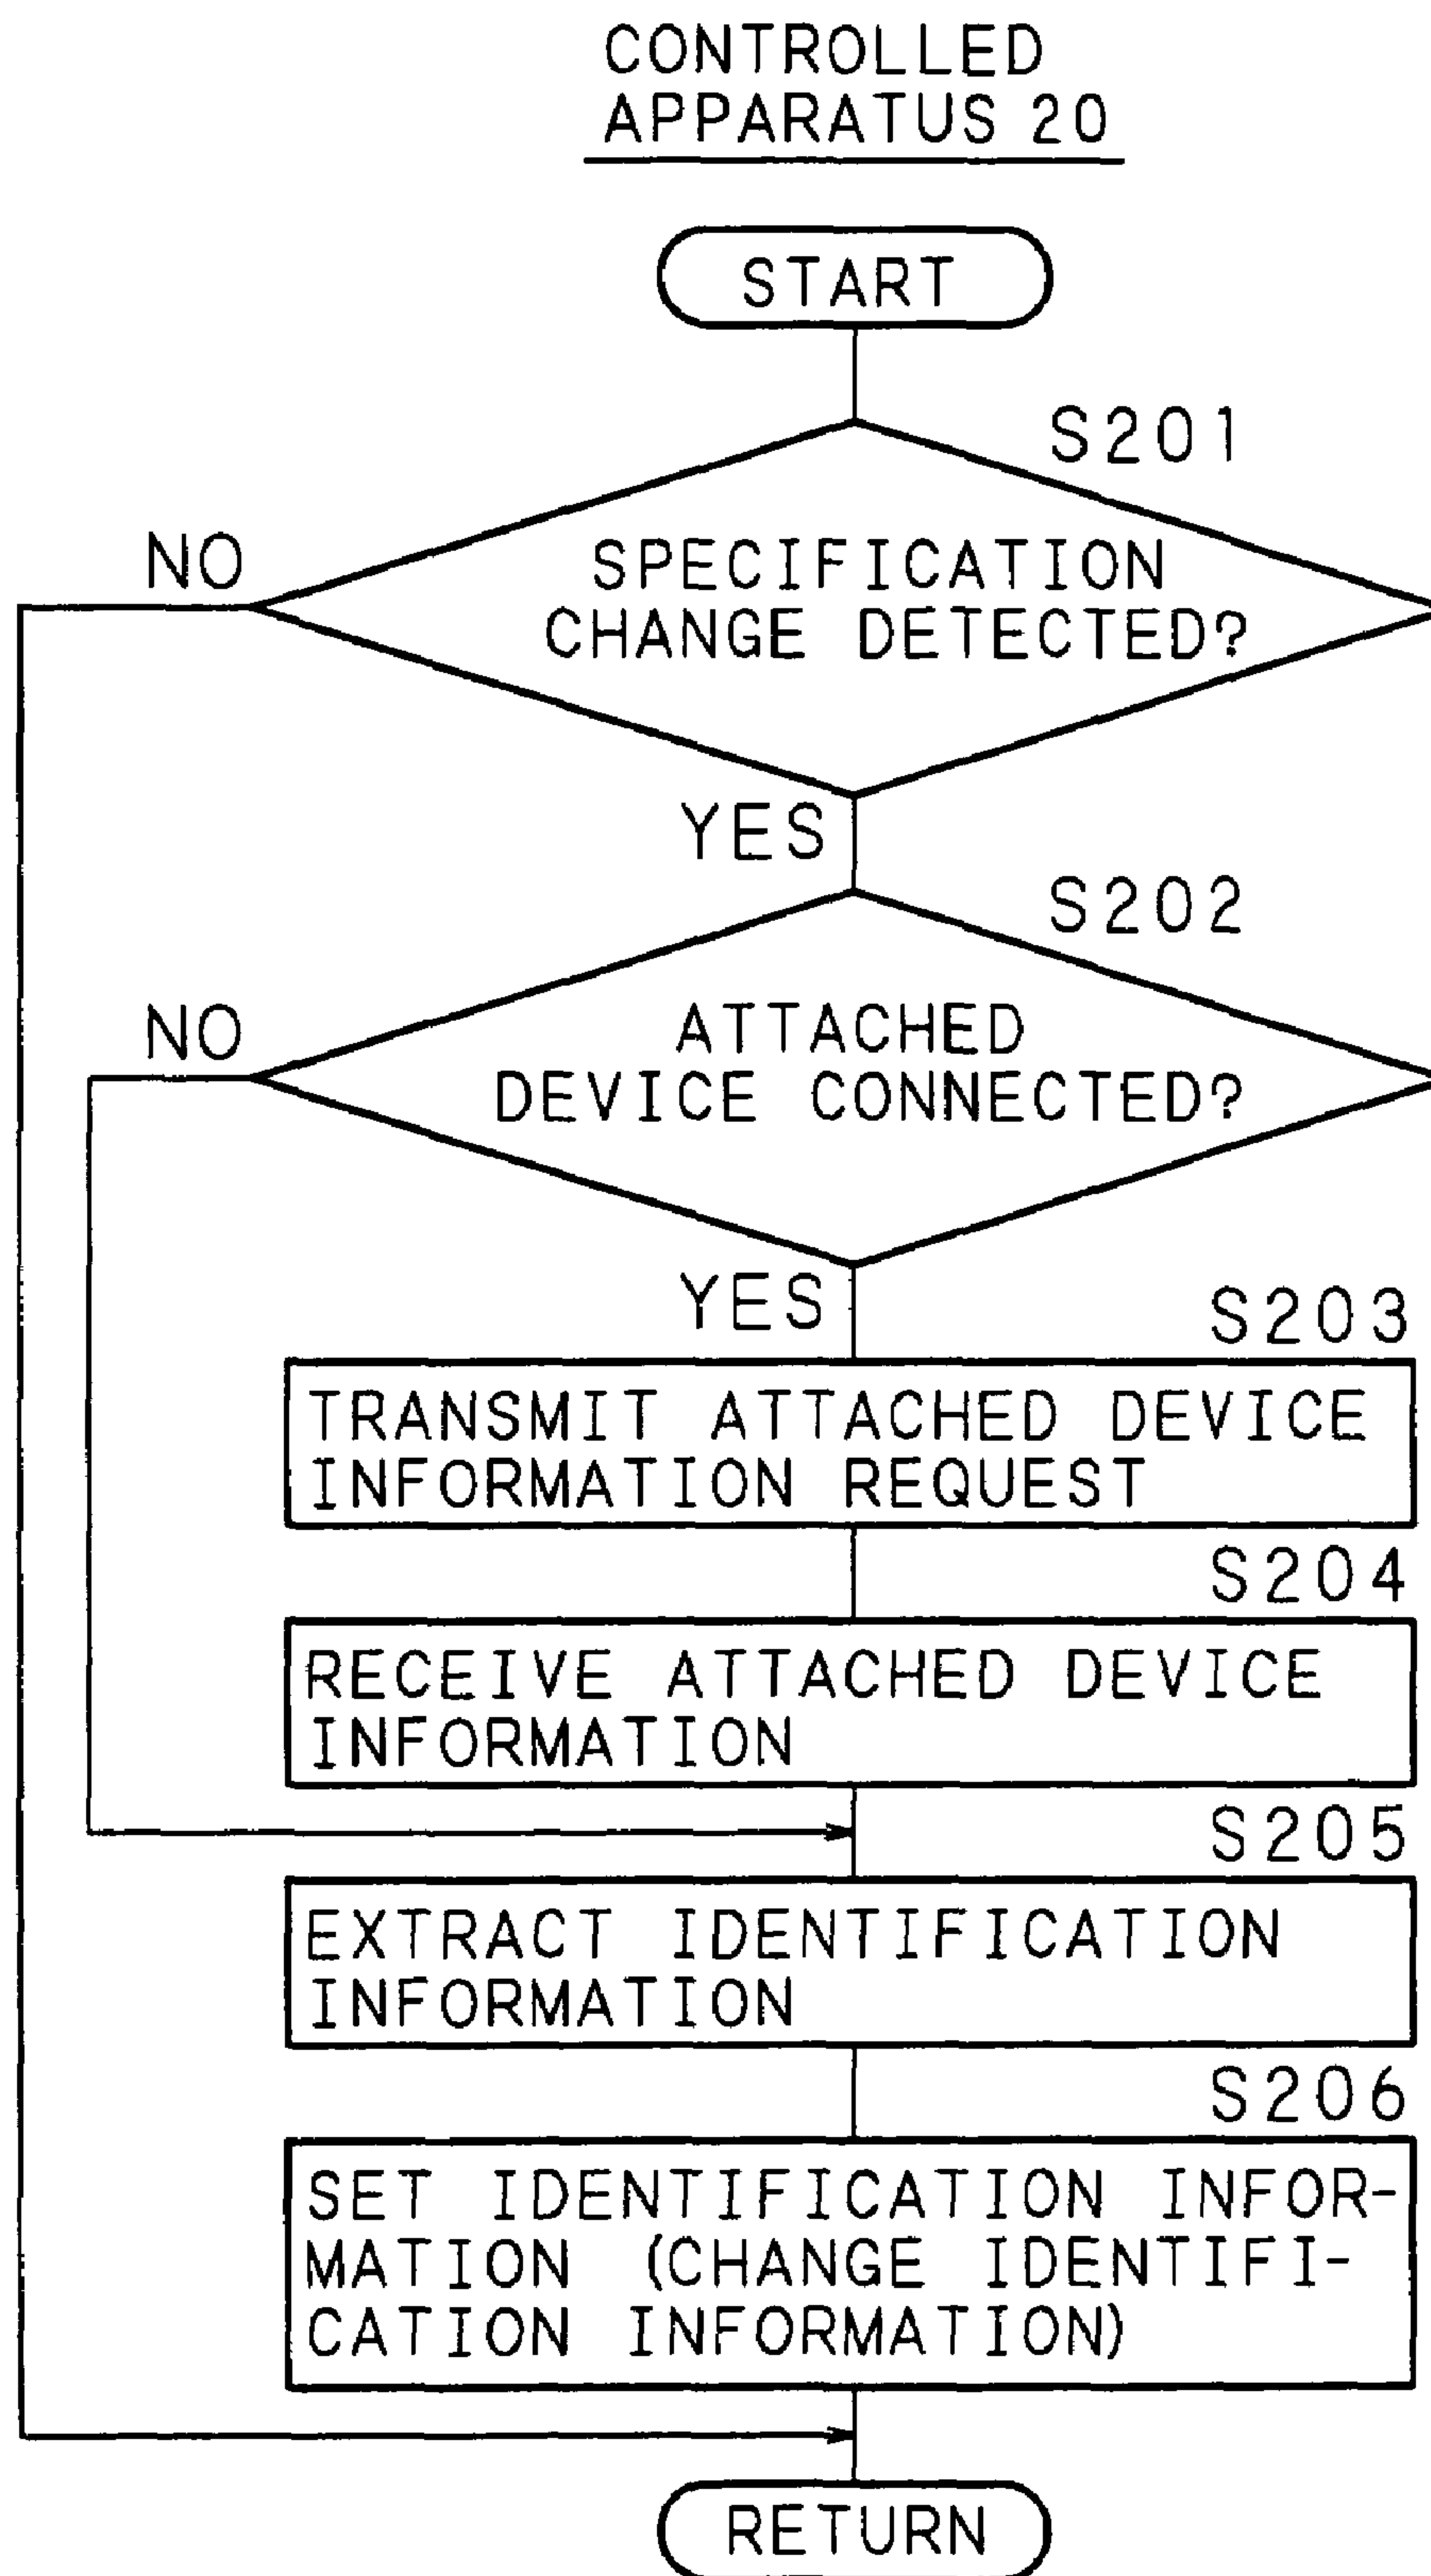 CONTROLLED
APPARATUS 20
START
S201
NO
SPECIFICATION
CHANGE DETECTED?
YES
S202
NO
ATTACHED
DEVICE CONNECTED?
YES
S203
TRANSMIT ATTACHED DEVICE
INFORMATION REQUEST
S204
RECEIVE ATTACHED DEVICE
INFORMATION
S205
EXTRACT IDENTIFICATION
INFORMATION
S206
SET IDENTIFICATION INFOR-
MATION (CHANGE IDENTIFI-
CATION INFORMATION)
RETURN